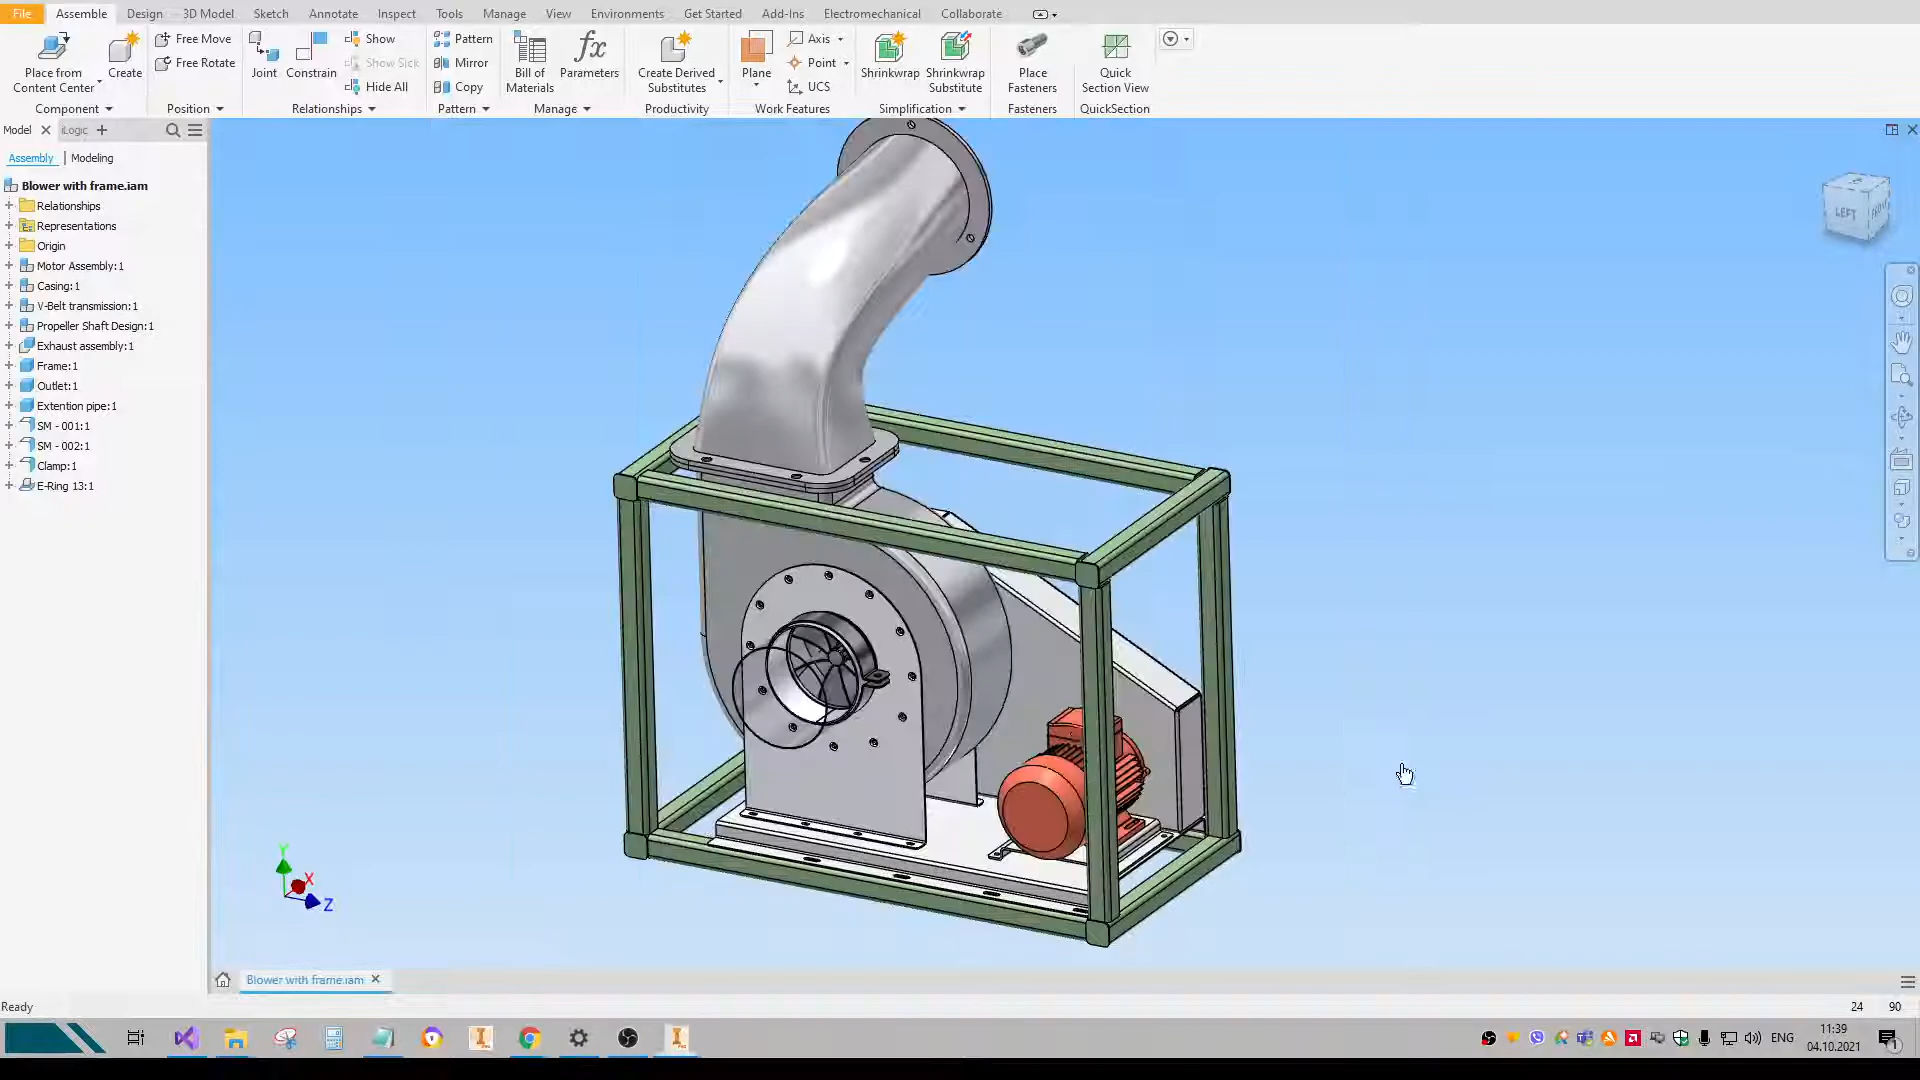 File Assemble Design 3D Model Sketch Annotate Inspect Tools Manage View Environments Get Started Add-Ins Electromechanical Collaborate
Place from Content Center
Create
Free Move
Free Rotate
Joint
Constrain
Show
Show Sick
Hide All
Pattern
Mirror
Copy
Bill of Materials
fx
Parameters
Create Derived Substitutes
Plane
Axis
Point
UCS
Shrinkwrap
Shrinkwrap Substitute
Place Fasteners
Quick Section View
Component Position Relationships Pattern Manage Productivity Work Features Simplification Fasteners QuickSection
Model iLogic
Assembly Modeling
Blower with frame.iam
Relationships
Representations
Origin
Motor Assembly:1
Casing:1
V-Belt transmission:1
Propeller Shaft Design:1
Exhaust assembly:1
Frame:1
Outlet:1
Extention pipe:1
SM - 001:1
SM - 002:1
Clamp:1
E-Ring 13:1
LEFT FRONT
Y
X
Z
Blower with frame.iam
Ready 24 90
ENG 11:39
04.10.2021